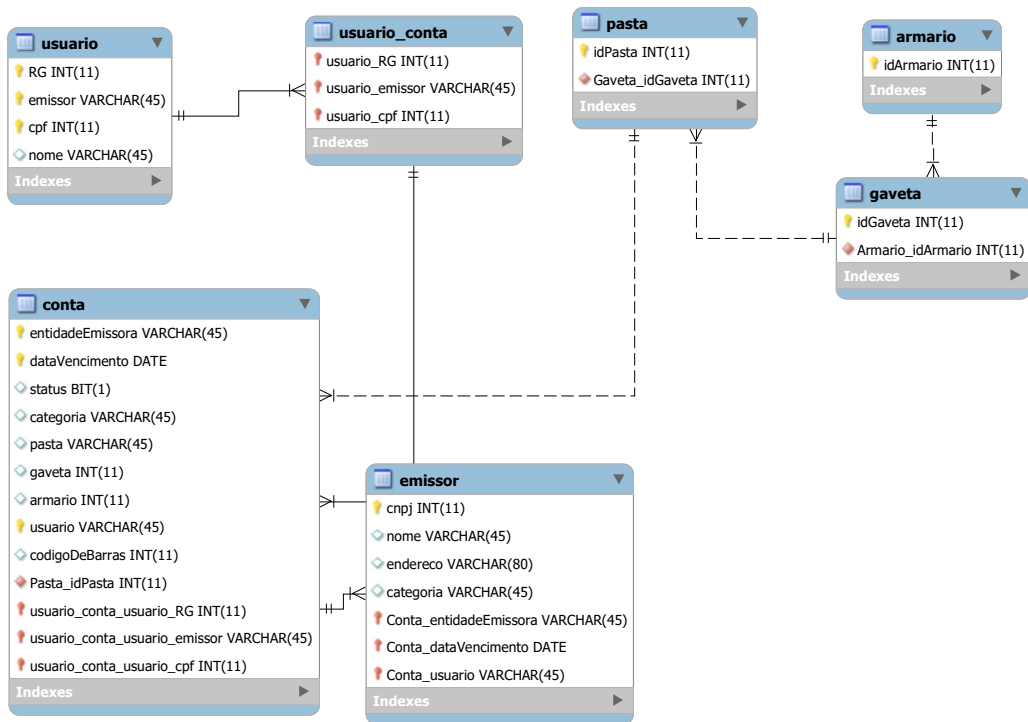 usuario
RG INT(11)
emissor VARCHAR(45)
cpf INT(11)
nome VARCHAR(45)
Indexes
usuario_conta
usuario_RG INT(11)
usuario_emissor VARCHAR(45)
usuario_cpf INT(11)
Indexes
pasta
idPasta INT(11)
Gaveta_idGaveta INT(11)
Indexes
armario
idArmario INT(11)
Indexes
gaveta
idGaveta INT(11)
Armario_idArmario INT(11)
Indexes
conta
entidadeEmissora VARCHAR(45)
dataVencimento DATE
status BIT(1)
categoria VARCHAR(45)
pasta VARCHAR(45)
gaveta INT(11)
armario INT(11)
usuario VARCHAR(45)
codigoDeBarras INT(11)
Pasta_idPasta INT(11)
usuario_conta_usuario_RG INT(11)
usuario_conta_usuario_emissor VARCHAR(45)
usuario_conta_usuario_cpf INT(11)
Indexes
emissor
cnpj INT(11)
nome VARCHAR(45)
endereco VARCHAR(80)
categoria VARCHAR(45)
Conta_entidadeEmissora VARCHAR(45)
Conta_dataVencimento DATE
Conta_usuario VARCHAR(45)
Indexes